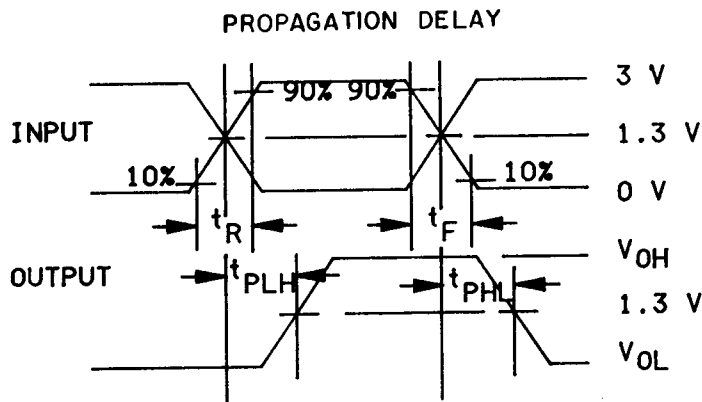 PROPAGATION DELAY
3 V
90% 90%
INPUT
1.3 V
10%
10%
0 V
tR
tF
VOH
OUTPUT
tPLH
tPHL
1.3 V
VOL